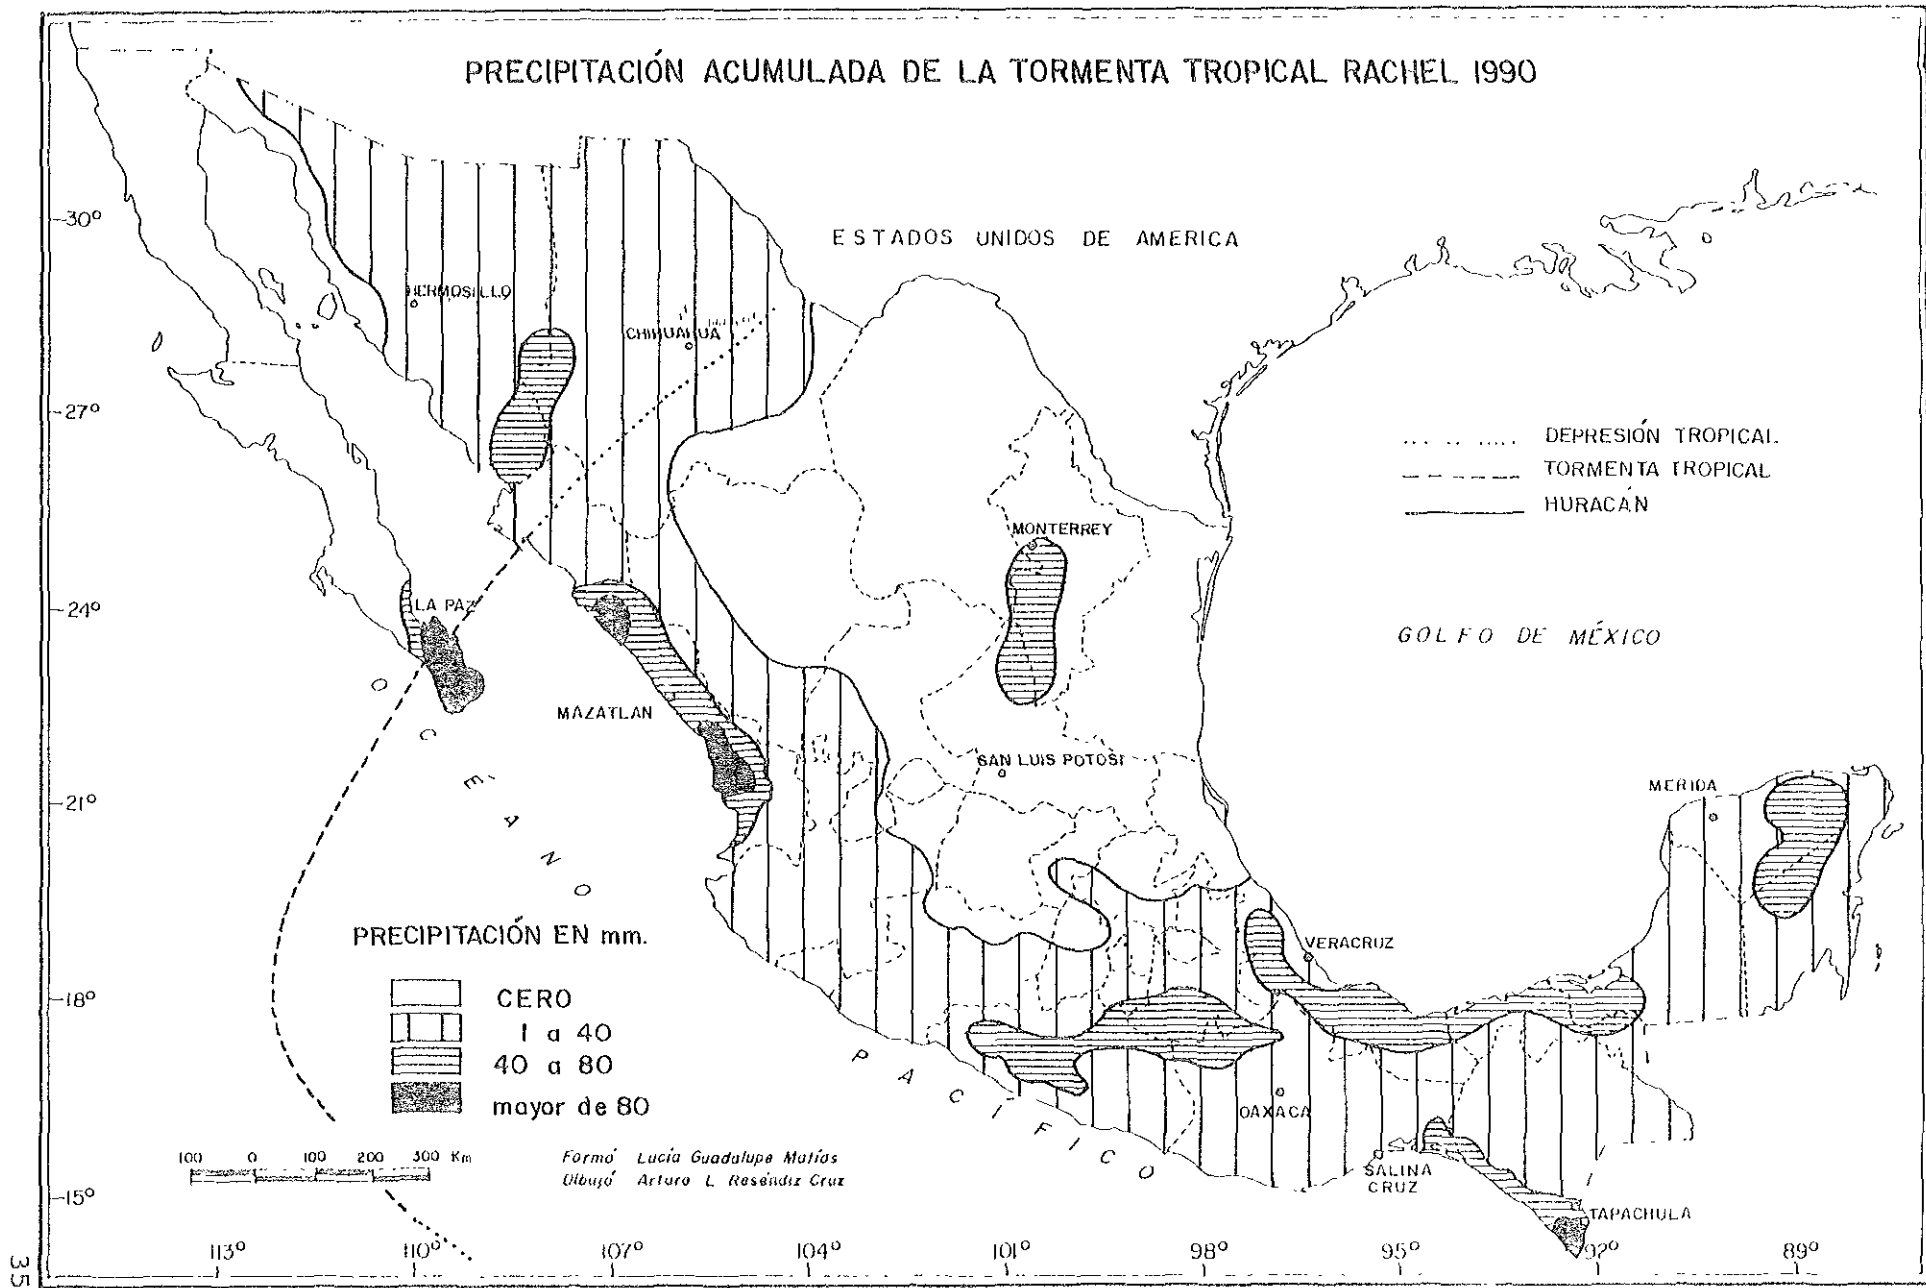 PRECIPITACIÓN ACUMULADA DE LA TORMENTA TROPICAL RACHEL 1990
30°
ESTADOS UNIDOS DE AMERICA
HERMOSILLO
CHIHUAHUA
27°
DEPRESIÓN TROPICAL
TORMENTA TROPICAL
HURACÁN
MONTERREY
24°
LA PAZ
GOLFO DE MÉXICO
MAZATLAN
SAN LUIS POTOSI
MERIDA
21°
OCÉANO
PRECIPITACIÓN EN mm.
VERACRUZ
18°
CERO
1 a 40
40 a 80
mayor de 80
PACIFICO
OAXACA
100 0 100 200 300 Km
Formó Lucía Guadalupe Matías
Dibujó Arturo L Reséndiz Cruz
SALINA
CRUZ
15°
TAPACHULA
113° 110° 107° 104° 101° 98° 95° 92° 89°
35